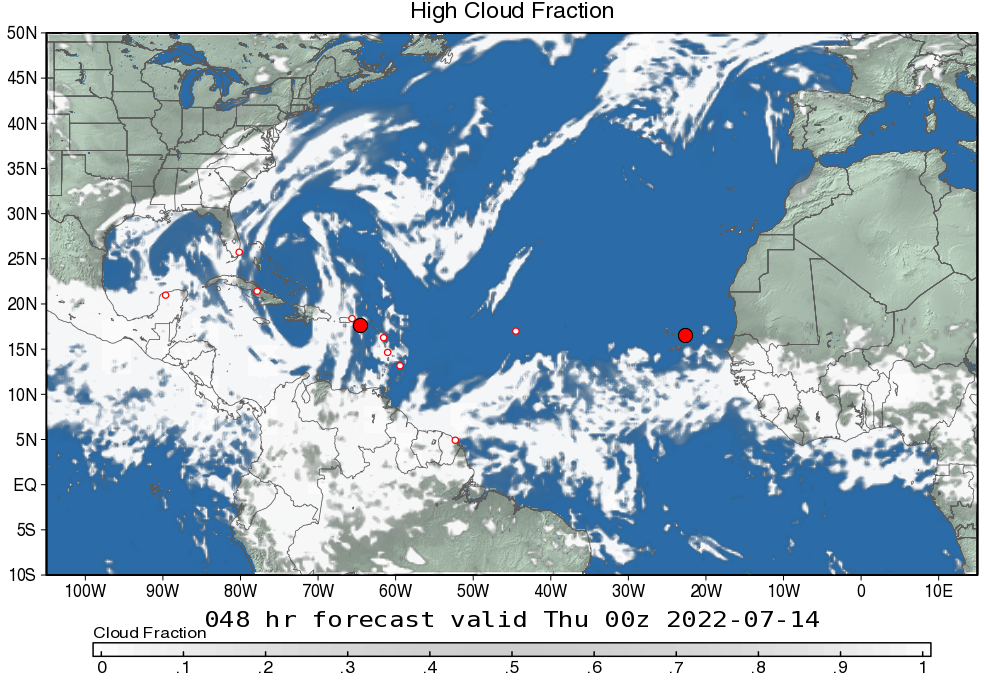 High Cloud Fraction
50N
45N
40N
35N
30N
25N
20N
15N
10N
5N
EQ
5S
10S
100W 90W 80W 70W 60W 50W 40W 30W 20W 10W 0 10E
048 hr forecast valid Thu 00z 2022-07-14
Cloud Fraction
0 .1 .2 .3 .4 .5 .6 .7 .8 .9 1